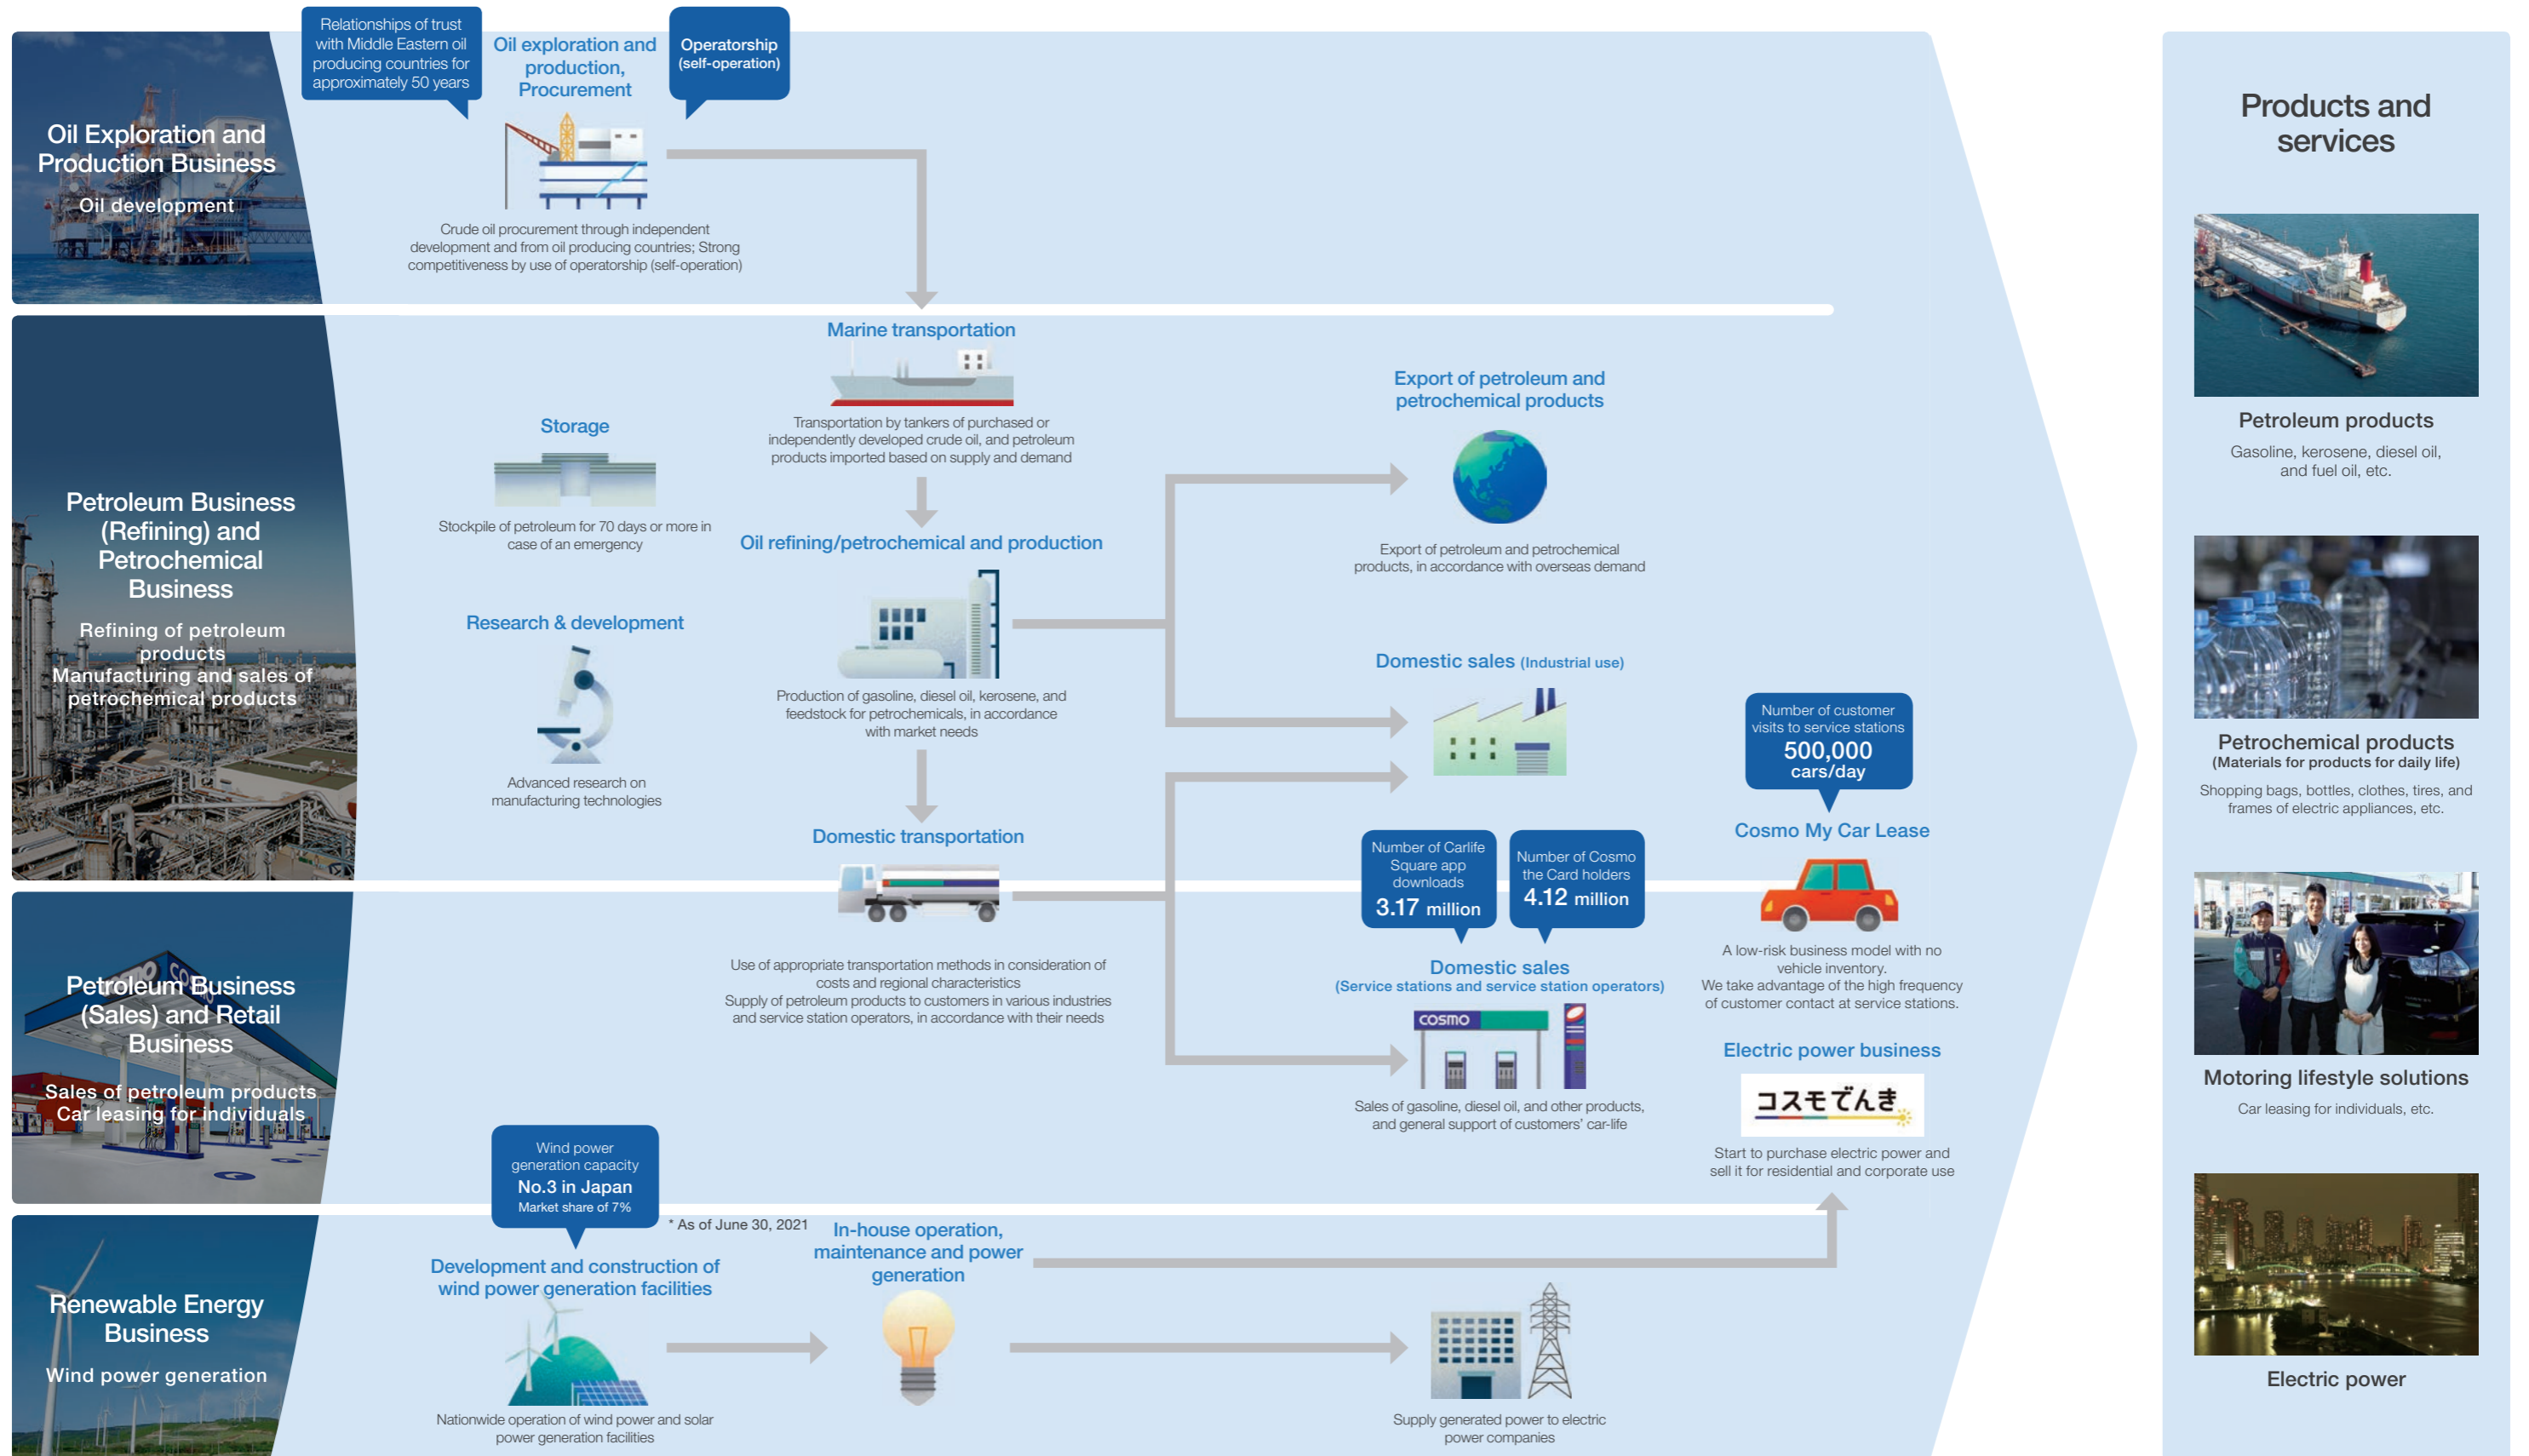 Relationships of trust
with Middle Eastern oil
producing countries for
approximately 50 years
Oil exploration and
production,
Procurement
Operatorship
(self-operation)
Oil Exploration and
Production Business
Oil development
Crude oil procurement through independent
development and from oil producing countries; Strong
competitiveness by use of operatorship (self-operation)
Petroleum Business
(Refining) and
Petrochemical
Business
Refining of petroleum
products
Manufacturing and sales of
petrochemical products
Marine transportation
Transportation by tankers of purchased or
independently developed crude oil, and petroleum
products imported based on supply and demand
Storage
Stockpile of petroleum for 70 days or more in
case of an emergency
Oil refining/petrochemical and production
Production of gasoline, diesel oil, kerosene, and
feedstock for petrochemicals, in accordance
with market needs
Research & development
Advanced research on
manufacturing technologies
Export of petroleum and
petrochemical products
Export of petroleum and petrochemical
products, in accordance with overseas demand
Domestic sales (Industrial use)
Domestic transportation
Use of appropriate transportation methods in consideration of
costs and regional characteristics
Supply of petroleum products to customers in various industries
and service station operators, in accordance with their needs
Number of customer
visits to service stations
500,000
cars/day
Cosmo My Car Lease
A low-risk business model with no
vehicle inventory.
We take advantage of the high frequency
of customer contact at service stations.
Number of Carlife
Square app
downloads
3.17 million
Number of Cosmo
the Card holders
4.12 million
Petroleum Business
(Sales) and Retail
Business
Sales of petroleum products
Car leasing for individuals
COSMO
Domestic sales
(Service stations and service station operators)
COSMO
Sales of gasoline, diesel oil, and other products,
and general support of customers' car-life
Electric power business
コスモでんき
Start to purchase electric power and
sell it for residential and corporate use
Renewable Energy
Business
Wind power generation
Wind power
generation capacity
No.3 in Japan
Market share of 7%
* As of June 30, 2021
Development and construction of
wind power generation facilities
Nationwide operation of wind power and solar
power generation facilities
In-house operation,
maintenance and power
generation
Supply generated power to electric
power companies
Products and
services
Petroleum products
Gasoline, kerosene, diesel oil,
and fuel oil, etc.
Petrochemical products
(Materials for products for daily life)
Shopping bags, bottles, clothes, tires, and
frames of electric appliances, etc.
Motoring lifestyle solutions
Car leasing for individuals, etc.
Electric power